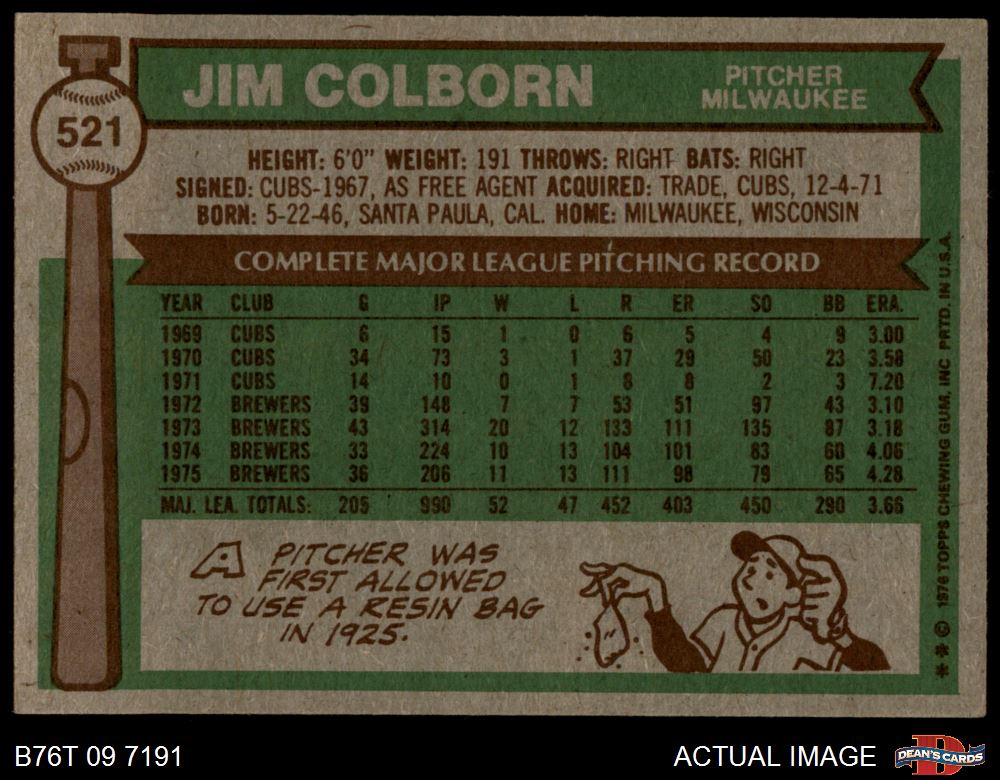 521
JIM COLBORN
PITCHER
MILWAUKEE
HEIGHT: 6'0" WEIGHT: 191 THROWS: RIGHT BATS: RIGHT
SIGNED: CUBS-1967, AS FREE AGENT ACQUIRED: TRADE, CUBS, 12-4-71
BORN: 5-22-46, SANTA PAULA, CAL. HOME: MILWAUKEE, WISCONSIN
COMPLETE MAJOR LEAGUE PITCHING RECORD
YEAR CLUB G IP W L R ER SO BB ERA.
1969 CUBS 6 15 1 0 6 5 4 9 3.00
1970 CUBS 34 73 3 1 37 29 50 23 3.58
1971 CUBS 14 10 0 1 8 8 2 3 7.20
1972 BREWERS 39 148 7 7 53 51 97 43 3.10
1973 BREWERS 43 314 20 12 133 111 135 87 3.18
1974 BREWERS 33 224 10 13 104 101 83 60 4.06
1975 BREWERS 36 206 11 13 111 98 79 65 4.28
MAJ. LEA. TOTALS: 205 990 52 47 452 403 450 290 3.66
A PITCHER WAS
FIRST ALLOWED
TO USE A RESIN BAG
IN 1925.
* * © 1976 TOPPS CHEWING GUM, INC PRTD. IN U.S.A.
B76T 09 7191
ACTUAL IMAGE
D
DEAN'S CARDS